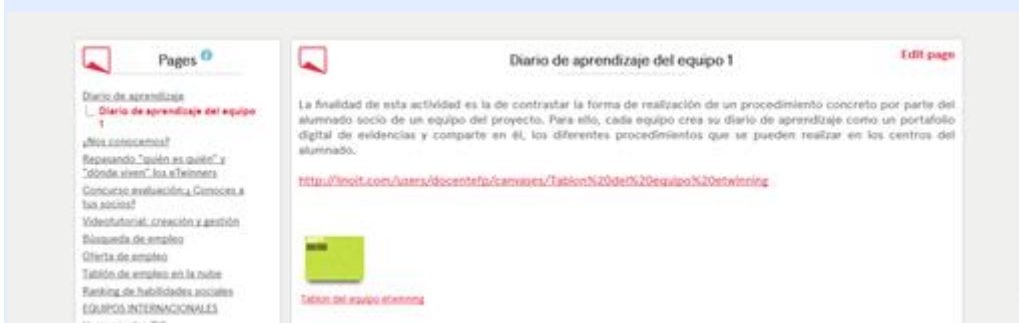 Pages
Diario de aprendizaje
Diario de aprendizaje del equipo
1
¿Nos conocemos?
Repasando "quién es quién" y
"dónde viven" los eTwinners
Concurso evaluación:¿ Conoces a
tus socios?
Videotutorial: creación y gestión
Búsqueda de empleo
Oferta de empleo
Tablón de empleo en la nube
Ranking de habilidades sociales
EQUIPOS INTERNACIONALES
Diario de aprendizaje del equipo 1
Edit page
La finalidad de esta actividad es la de contrastar la forma de realización de un procedimiento concreto por parte del
alumnado socio de un equipo del proyecto. Para ello, cada equipo crea su diario de aprendizaje como un portafolio
digital de evidencias y comparte en él, los diferentes procedimientos que se pueden realizar en los centros del
alumnado.
http://linoit.com/users/docentefp/canvases/Tablon%20del%20equipo%20etwinning
Tablon del equipo etwinning